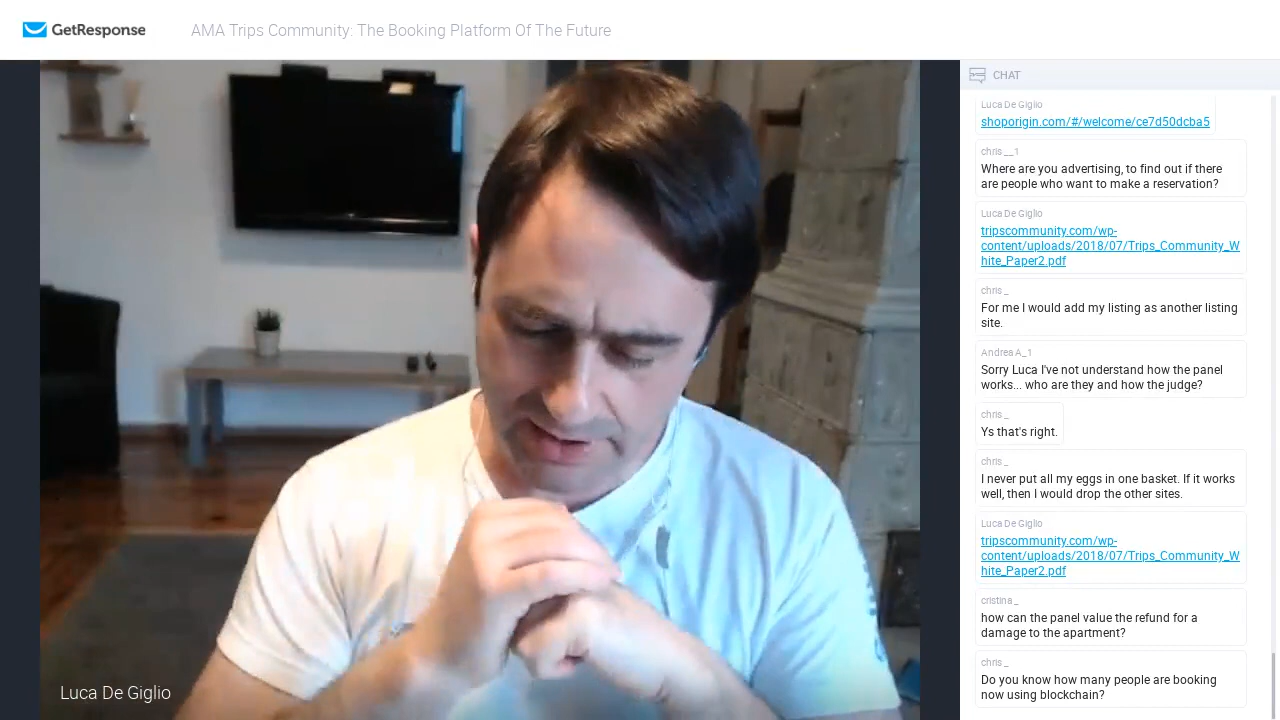 GetResponse
AMA Trips Community: The Booking Platform Of The Future
CHAT
Luca De Giglio
shoporigin.com/#/welcome/ce7d50dcba5
chris __1
Where are you advertising, to find out if there
are people who want to make a reservation?
Luca De Giglio
tripscommunity.com/wp-
content/uploads/2018/07/Trips_Community_W
hite_Paper2.pdf
chris _
For me I would add my listing as another listing
site.
Andrea A_1
Sorry Luca I've not understand how the panel
works... who are they and how the judge?
chris _
Ys that's right.
chris _
I never put all my eggs in one basket. If it works
well, then I would drop the other sites.
Luca De Giglio
tripscommunity.com/wp-
content/uploads/2018/07/Trips_Community_W
hite_Paper2.pdf
cristina _
how can the panel value the refund for a
damage to the apartment?
chris _
Do you know how many people are booking
now using blockchain?
Luca De Giglio